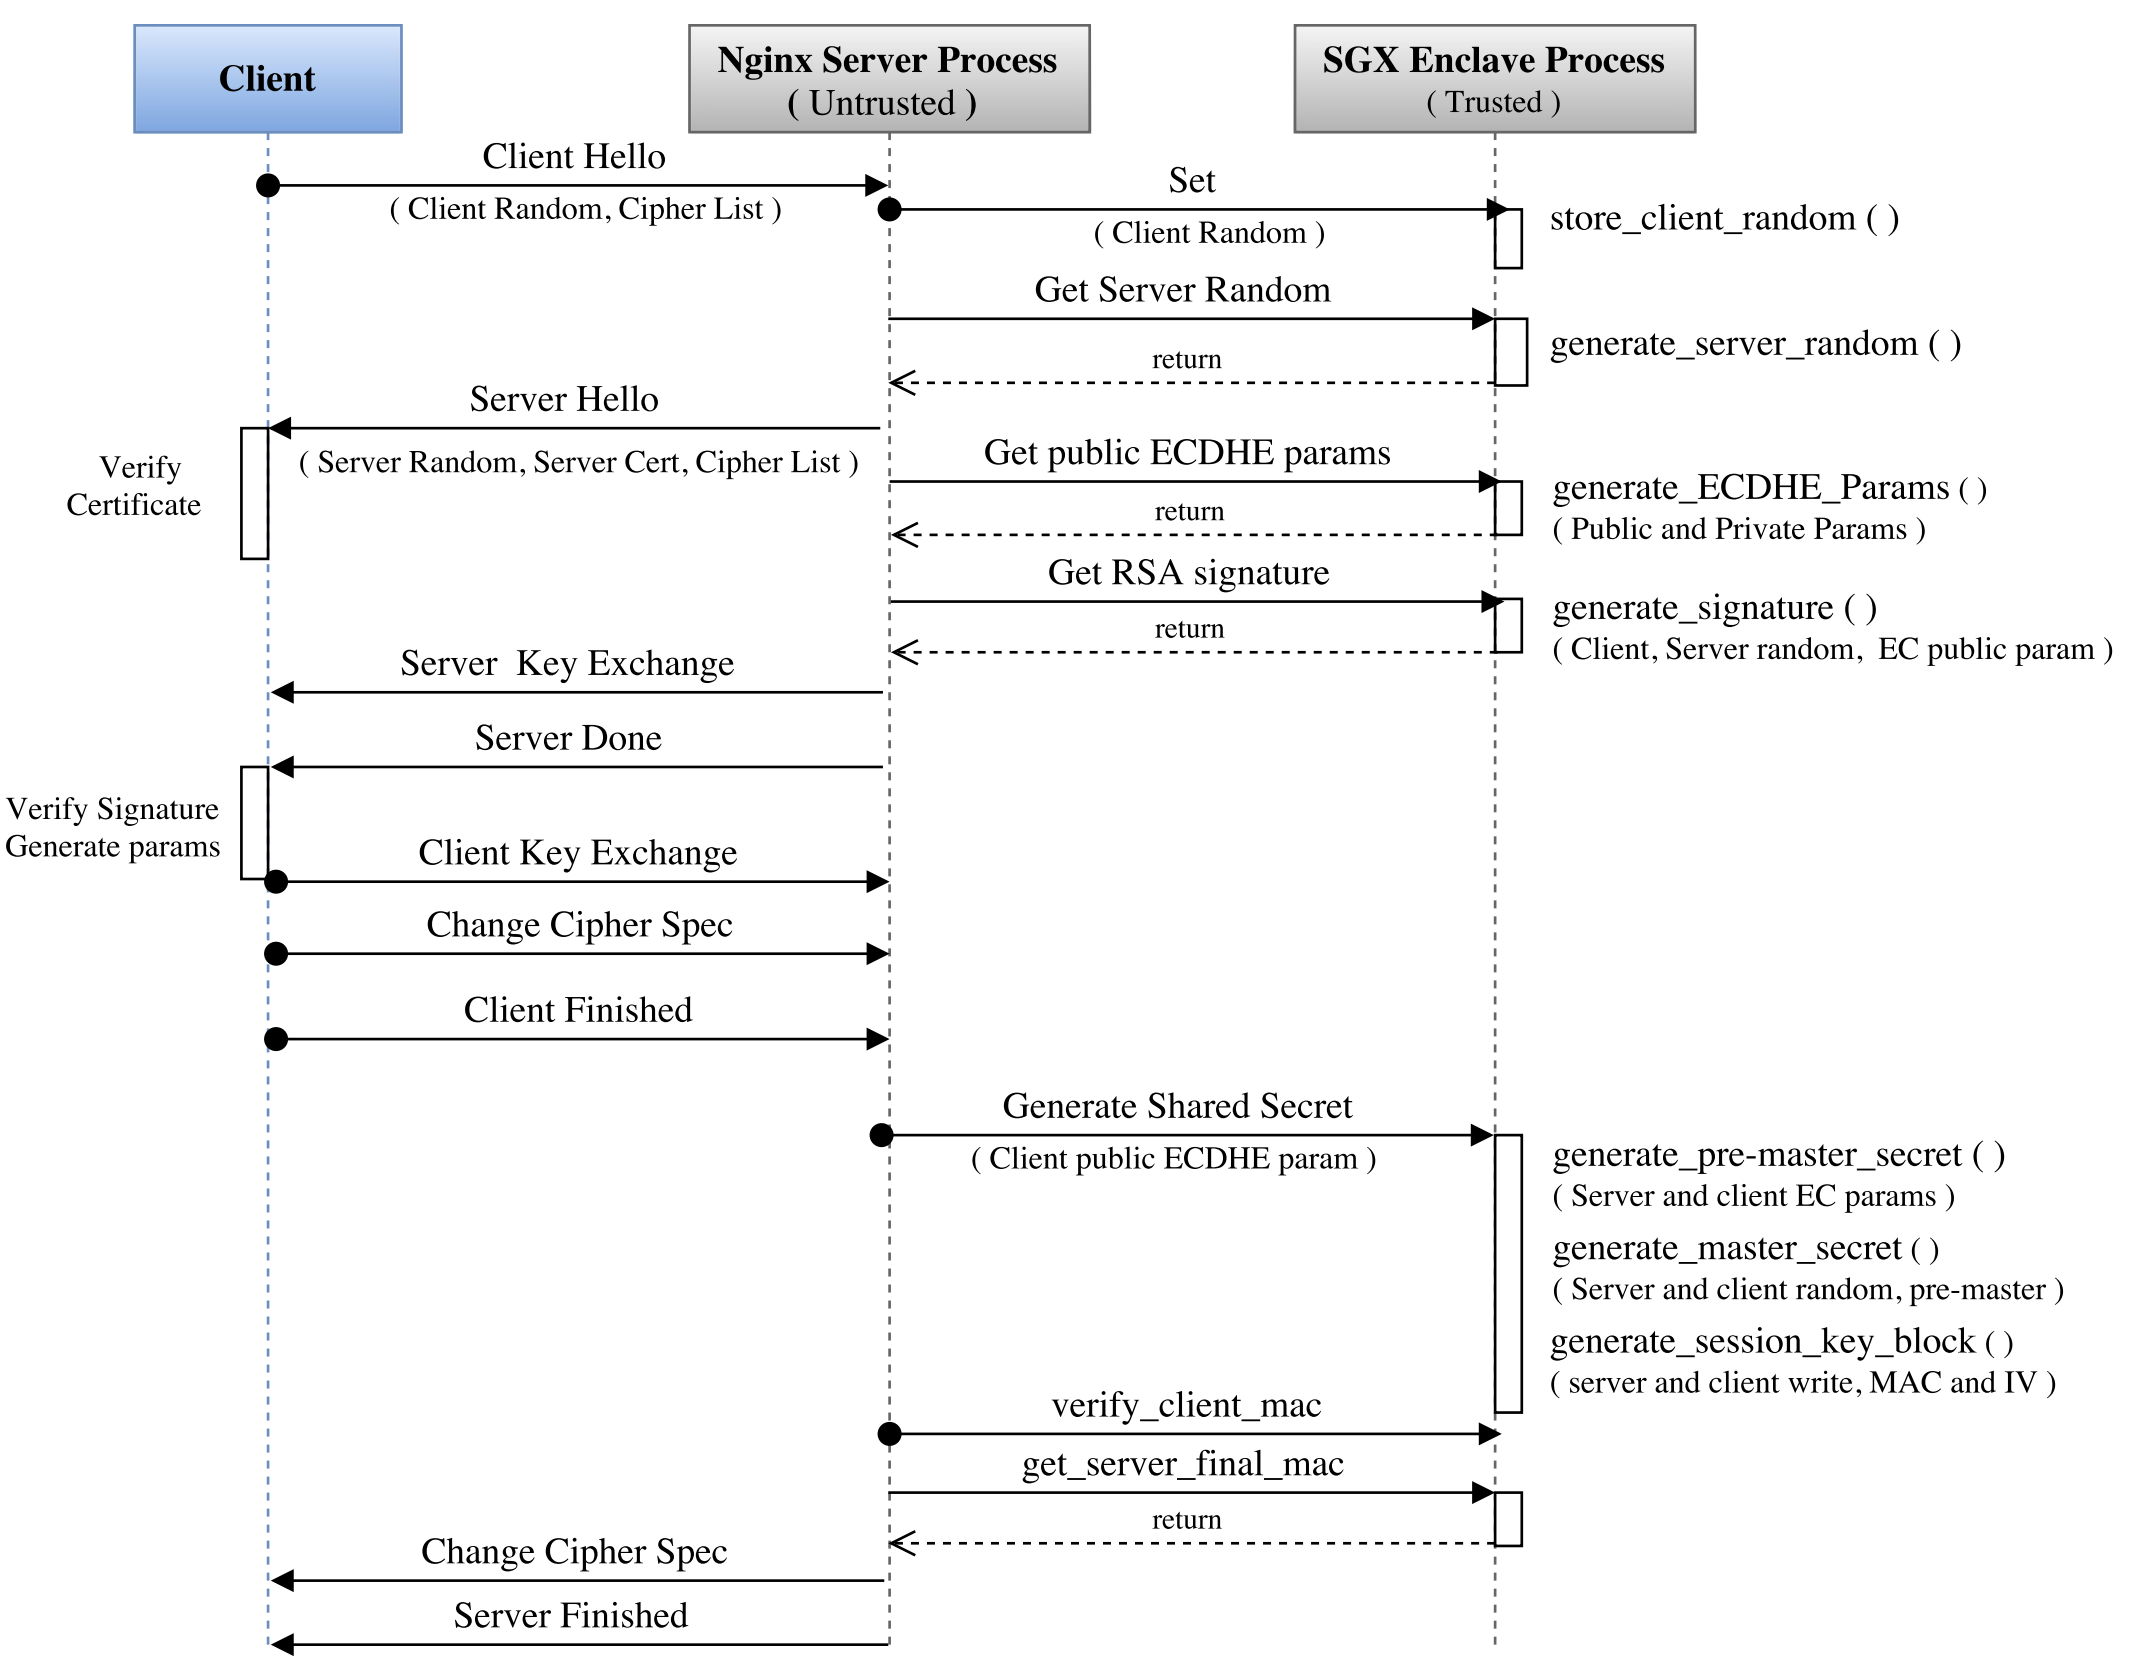 Client
Nginx Server Process
( Untrusted )
SGX Enclave Process
( Trusted )
Client Hello
( Client Random, Cipher List )
Set
( Client Random )
store_client_random ( )
Get Server Random
generate_server_random ( )
return
Server Hello
( Server Random, Server Cert, Cipher List )
Verify
Certificate
Get public ECDHE params
generate_ECDHE_Params ( )
( Public and Private Params )
return
Get RSA signature
generate_signature ( )
( Client, Server random,  EC public param )
return
Server  Key Exchange
Server Done
Verify Signature
Generate params
Client Key Exchange
Change Cipher Spec
Client Finished
Generate Shared Secret
( Client public ECDHE param )
generate_pre-master_secret ( )
( Server and client EC params )
generate_master_secret ( )
( Server and client random, pre-master )
generate_session_key_block ( )
( server and client write, MAC and IV )
verify_client_mac
get_server_final_mac
return
Change Cipher Spec
Server Finished